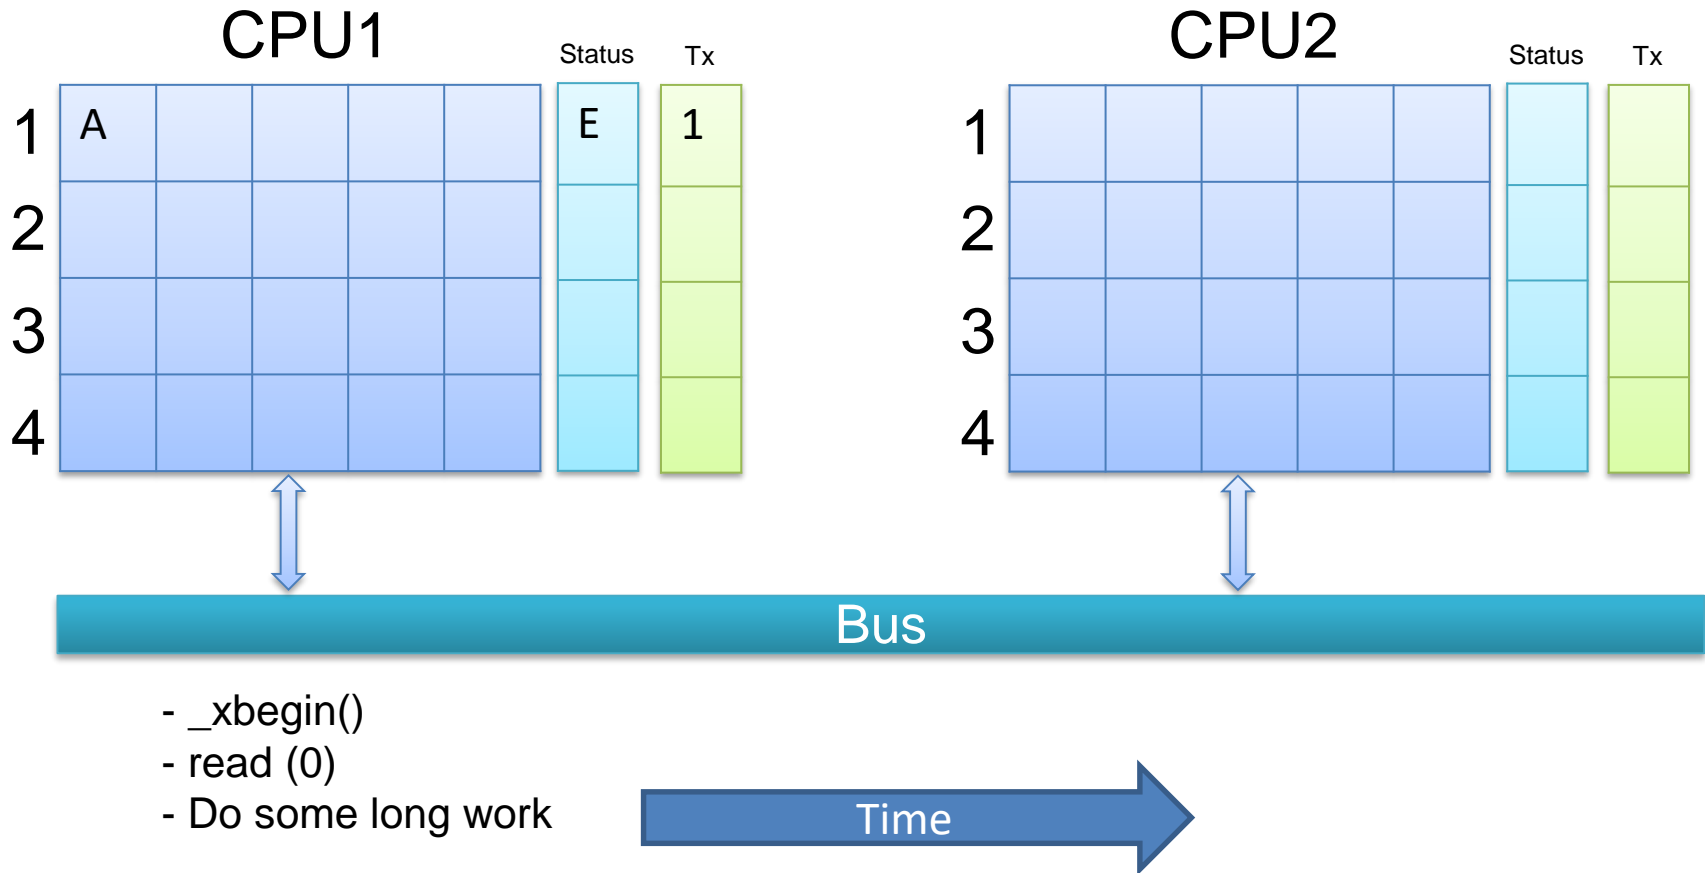 CPU1
Status
Tx
CPU2
Status
Tx
1
A
E
1
1
2
2
3
3
4
4
Bus
- _xbegin()
- read (0)
- Do some long work
Time